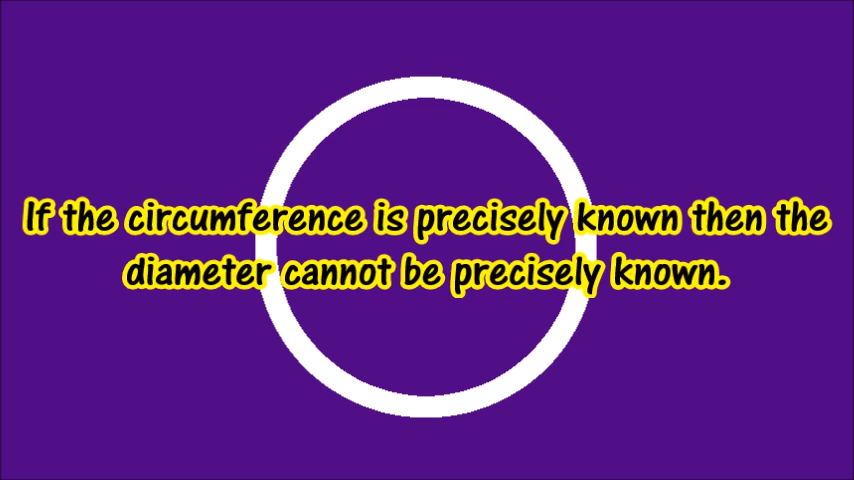 If the circumference is precisely known then the
diameter cannot be precisely known.